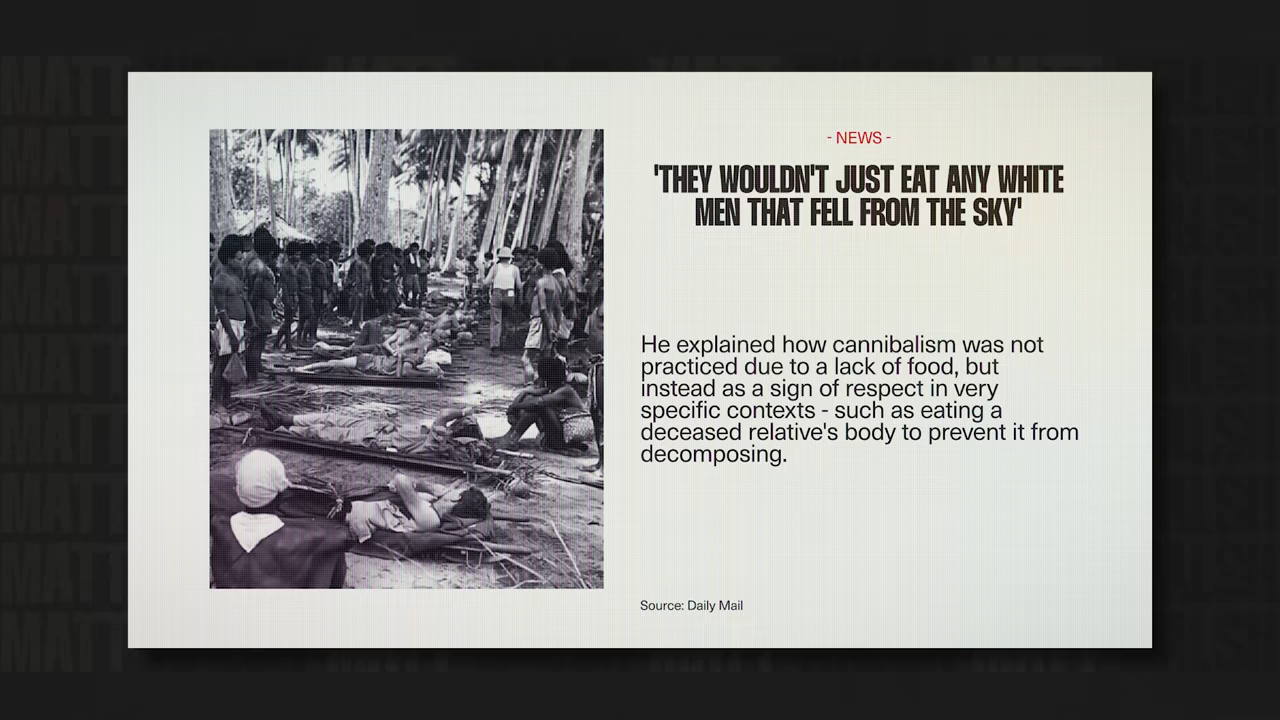 - NEWS -
'THEY WOULDN'T JUST EAT ANY WHITE
MEN THAT FELL FROM THE SKY'
He explained how cannibalism was not
practiced due to a lack of food, but
instead as a sign of respect in very
specific contexts - such as eating a
deceased relative's body to prevent it from
decomposing.
Source: Daily Mail